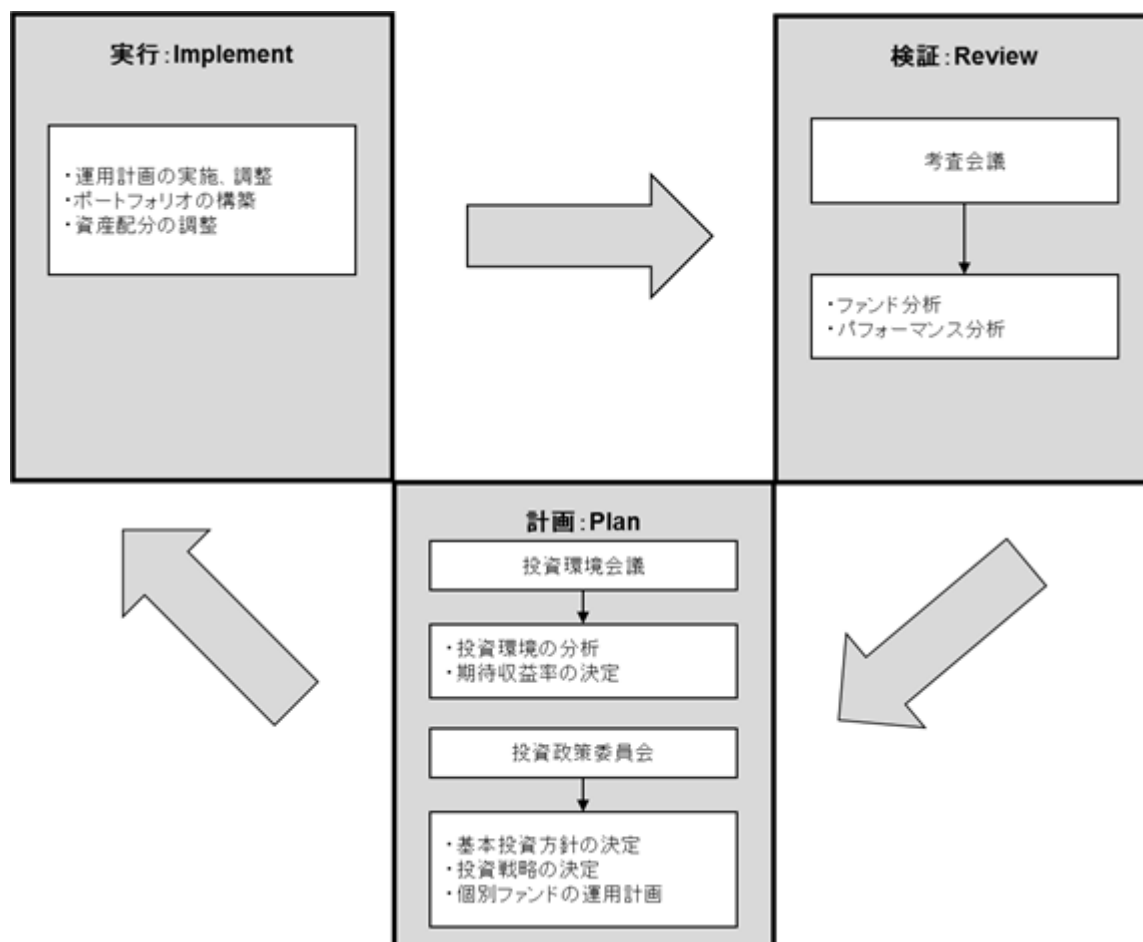 実行:Implement
・運用計画の実施、調整
・ポートフォリオの構築
・資産配分の調整
検証:Review
考査会議
・ファンド分析
・パフォーマンス分析
計画:Plan
投資環境会議
・投資環境の分析
・期待収益率の決定
投資政策委員会
・基本投資方針の決定
・投資戦略の決定
・個別ファンドの運用計画